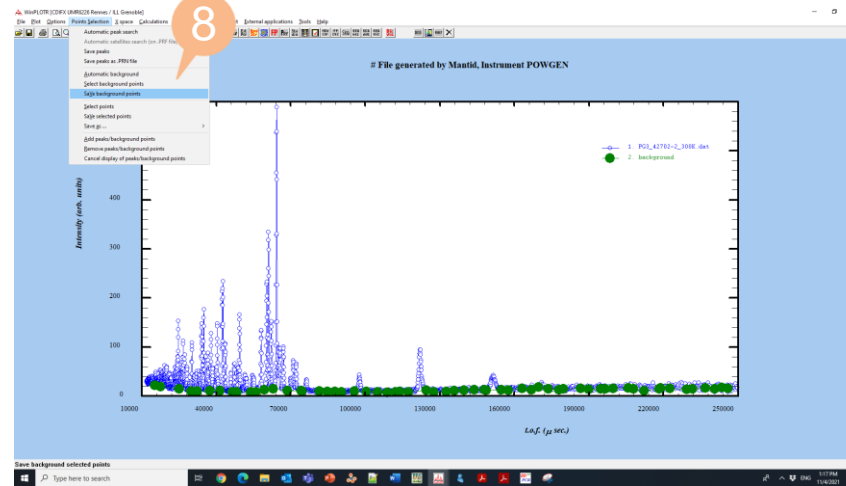 WinPLOTR [CDIFX UMR6226 Rennes / ILL Grenoble]
File Plot Options Points Selection X space Calculations External applications Tools Help
8
Automatic peak search
Automatic satellites search (on .PRF file)
Save peaks
Save peaks as .PRN file
Automatic background
Select background points
Save background points
Select points
Save selected points
Save as ...
Add peaks/background points
Remove peaks/background points
Cancel display of peaks/background points
# File generated by Mantid, Instrument POWGEN
1. PG3_42702-2_300K.dat
2. background
Intensity (arb. units)
400
300
200
100
0
10000 40000 70000 100000 130000 160000 190000 220000 250000
t.o.f. (µ sec.)
Save background selected points
Type here to search
ENG
1:17 PM
11/4/2021